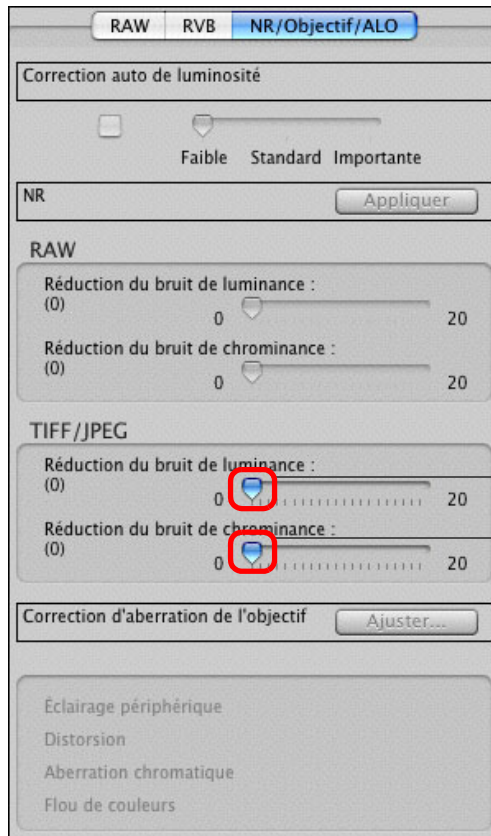 RAW RVB NR/Objectif/ALO
Correction auto de luminosité
Faible Standard Importante
NR Appliquer
RAW
Réduction du bruit de luminance :
(0)
0 20
Réduction du bruit de chrominance :
(0)
0 20
TIFF/JPEG
Réduction du bruit de luminance :
(0)
0 20
Réduction du bruit de chrominance :
(0)
0 20
Correction d'aberration de l'objectif Ajuster...
Éclairage périphérique
Distorsion
Aberration chromatique
Flou de couleurs